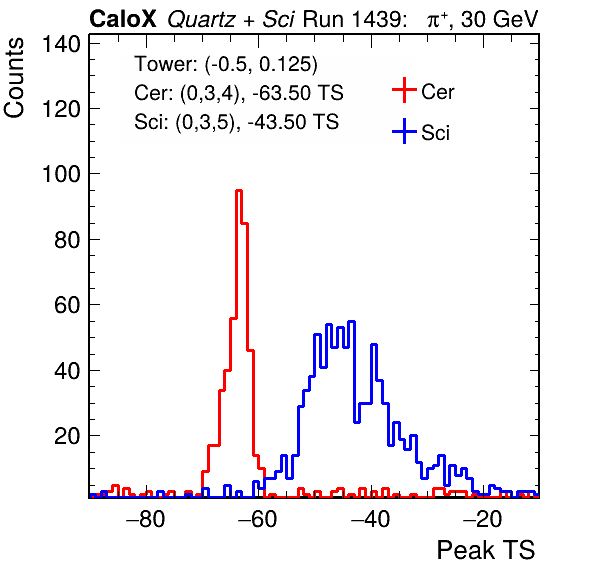 CaloX Quartz + Sci Run 1439: π⁺, 30 GeV
Counts
140
120
100
80
60
40
20
Tower: (-0.5, 0.125)
Cer: (0,3,4), -63.50 TS
Sci: (0,3,5), -43.50 TS
Cer
Sci
−80 −60 −40 −20
Peak TS